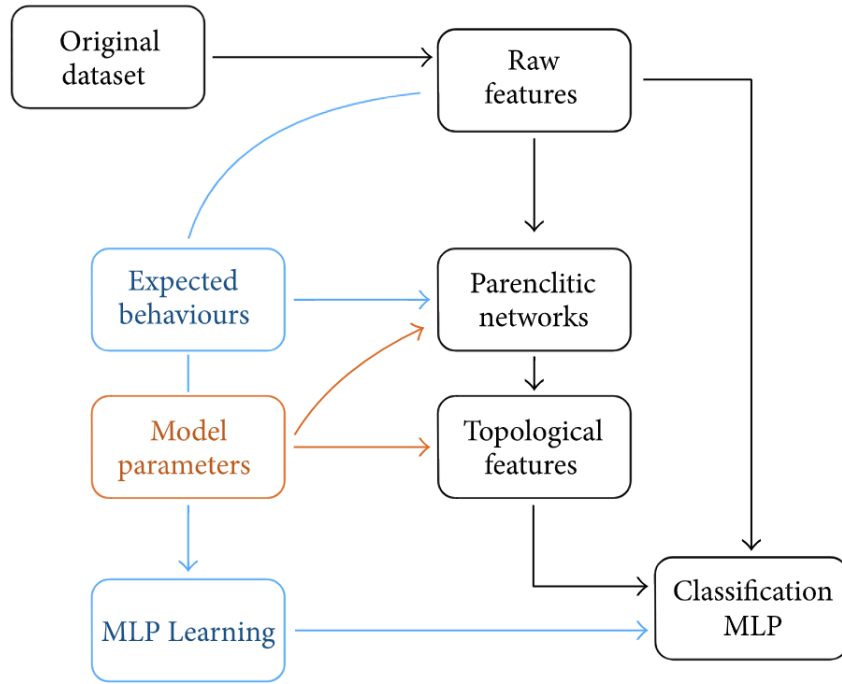 Original
dataset
Raw
features
Expected
behaviours
Parenclitic
networks
Model
parameters
Topological
features
MLP Learning
Classification
MLP